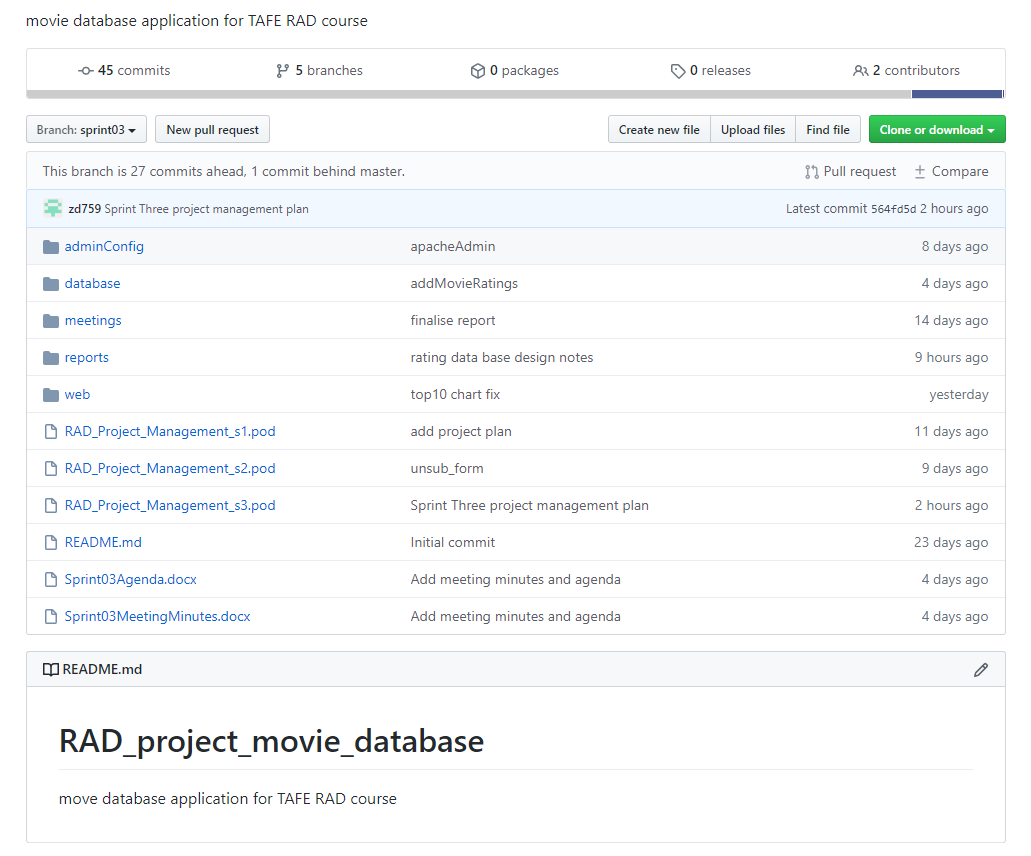 movie database application for TAFE RAD course
45 commits 5 branches 0 packages 0 releases 2 contributors
Branch: sprint03 New pull request Create new file Upload files Find file Clone or download
This branch is 27 commits ahead, 1 commit behind master. Pull request Compare
zd759 Sprint Three project management plan Latest commit 564fd5d 2 hours ago
adminConfig apacheAdmin 8 days ago
database addMovieRatings 4 days ago
meetings finalise report 14 days ago
reports rating data base design notes 9 hours ago
web top10 chart fix yesterday
RAD_Project_Management_s1.pod add project plan 11 days ago
RAD_Project_Management_s2.pod unsub_form 9 days ago
RAD_Project_Management_s3.pod Sprint Three project management plan 2 hours ago
README.md Initial commit 23 days ago
Sprint03Agenda.docx Add meeting minutes and agenda 4 days ago
Sprint03MeetingMinutes.docx Add meeting minutes and agenda 4 days ago
README.md
RAD_project_movie_database
move database application for TAFE RAD course